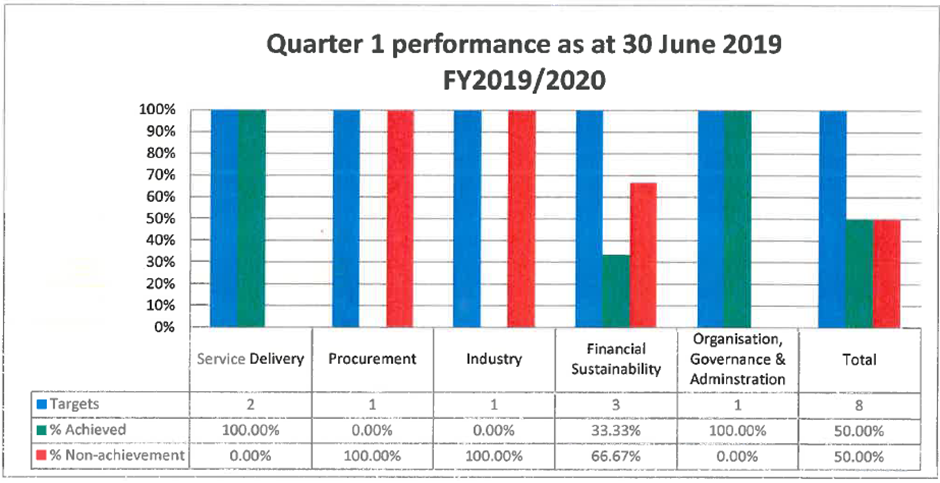 Quarter 1 performance as at 30 June 2019
FY2019/2020
100%
90%
80%
70%
60%
50%
40%
30%
20%
10%
0%
Service Delivery Procurement Industry Financial Sustainability Organisation, Governance & Adminstration Total
Targets 2 1 1 3 1 8
% Achieved 100.00% 0.00% 0.00% 33.33% 100.00% 50.00%
% Non-achievement 0.00% 100.00% 100.00% 66.67% 0.00% 50.00%